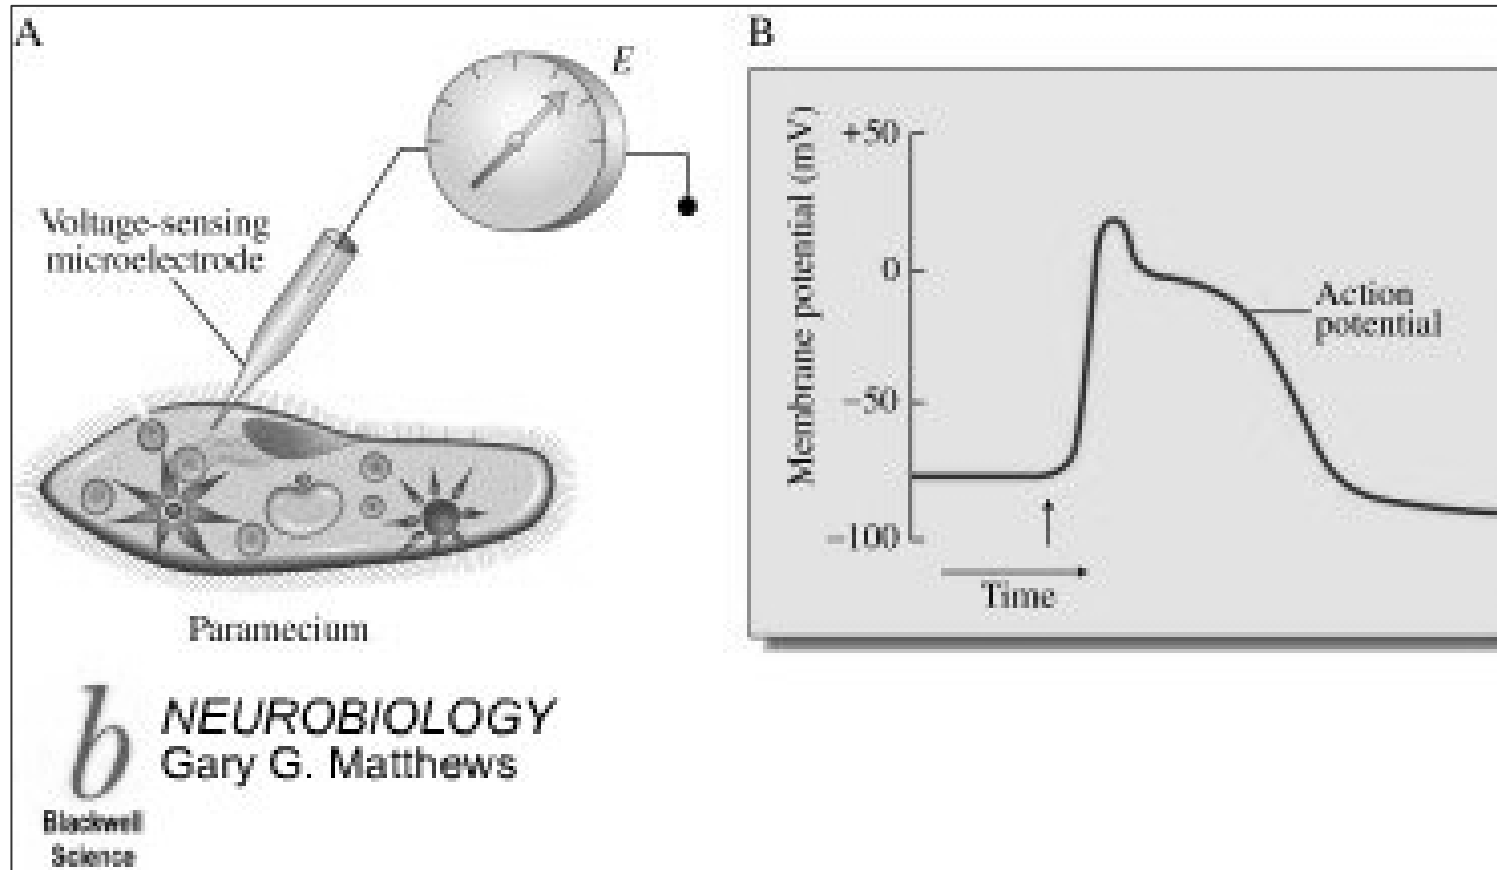 A
E
Voltage-sensing
microelectrode
Paramecium
B
Membrane potential (mV)
+50
0
−50
−100
Action
potential
Time
b
NEUROBIOLOGY
Gary G. Matthews
Blackwell
Science